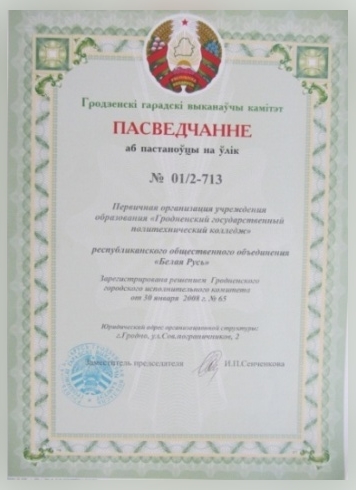 Гродзенскі гарадскі выканаўчы камітэт
ПАСВЕДЧАННЕ
аб пастаноўцы на ўлік
№ 01/2-713
Первичная организация учреждения
образования «Гродненский государственный
политехнический колледж»
республиканского общественного объединения
«Белая Русь»
Зарегистрирована решением Гродненского
городского исполнительного комитета
от 30 января 2008 г. № 65
Юридический адрес организационной структуры:
г.Гродно, ул.Сов.пограничников, 2
Заместитель председателя И.П.Сенченкова